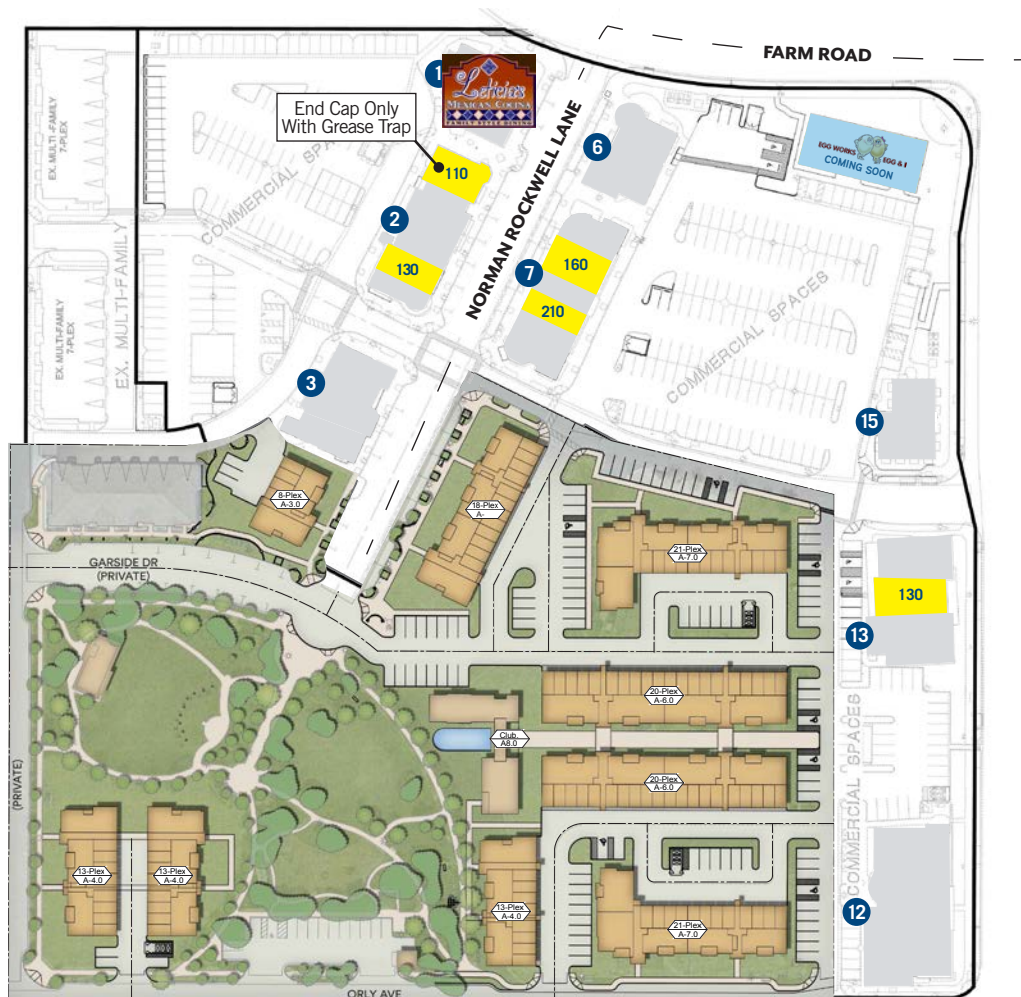 FARM ROAD
1
Leticia's
MEXICAN COCINA
FAMILY STYLE DINING
End Cap Only
With Grease Trap
110
2
130
NORMAN ROCKWELL LANE
6
EGG WORKS
EGG & I
COMING SOON
7
160
210
3
15
COMMERCIAL SPACES
COMMERCIAL SPACES
EX. MULTI-FAMILY
7-PLEX
EX. MULTI-FAMILY
7-PLEX
EX. MULTI-FAMILY
8-Plex
A-3.0
18-Plex
A-
21-Plex
A-7.0
GARSIDE DR
(PRIVATE)
130
13
20-Plex
A-6.0
Club
A8.0
20-Plex
A-6.0
(PRIVATE)
COMMERCIAL SPACES
13-Plex
A-4.0
13-Plex
A-4.0
13-Plex
A-4.0
21-Plex
A-7.0
12
ORLY AVE